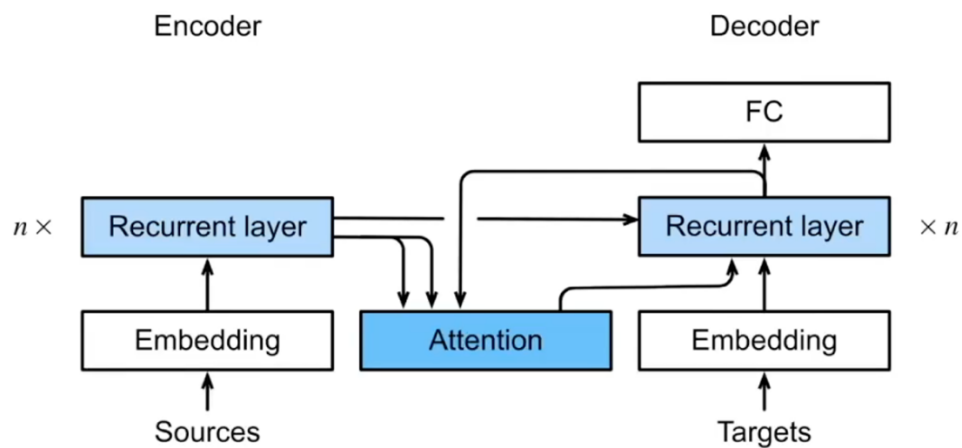 Encoder
Decoder
FC
n ×
Recurrent layer
Recurrent layer
× n
Embedding
Attention
Embedding
Sources
Targets